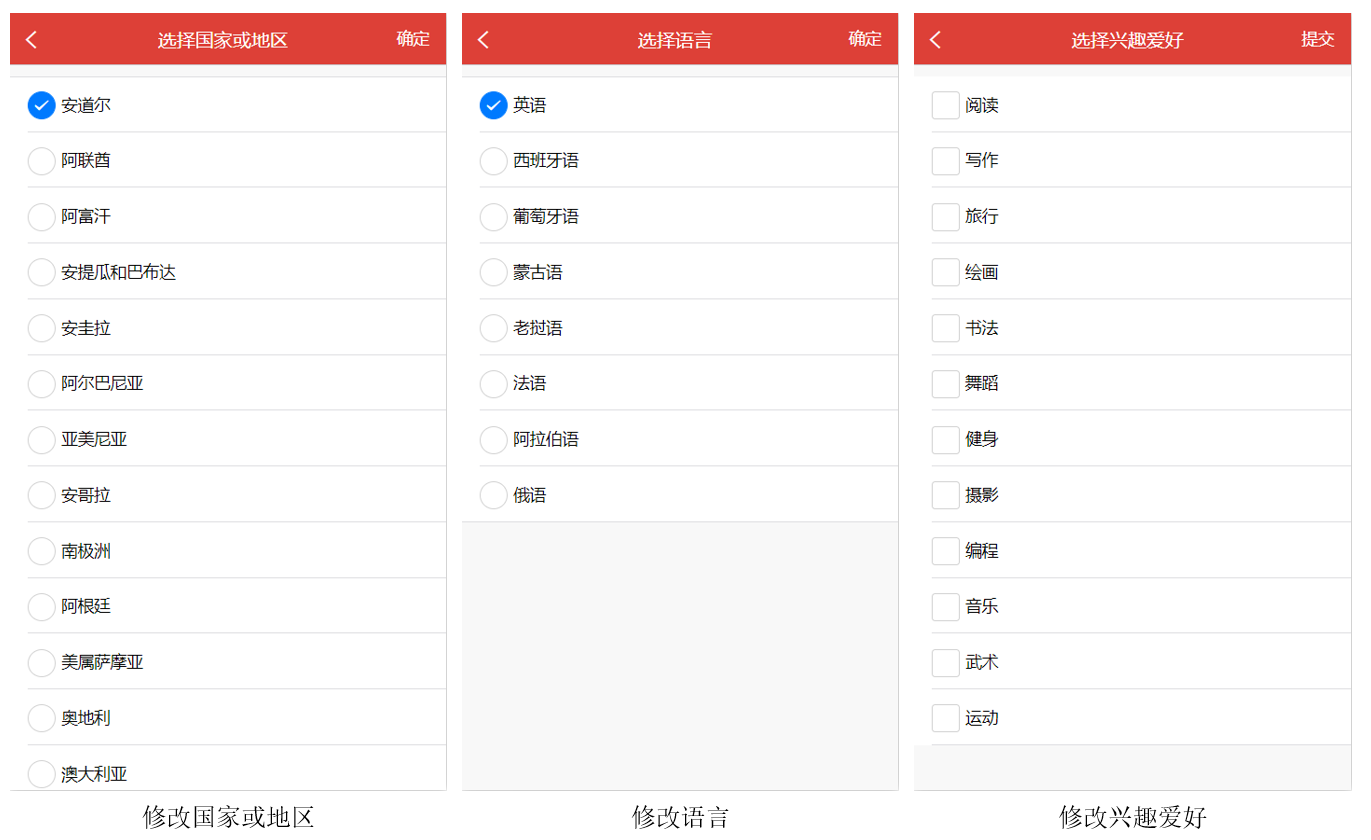 选择国家或地区
确定
安道尔
阿联酋
阿富汗
安提瓜和巴布达
安圭拉
阿尔巴尼亚
亚美尼亚
安哥拉
南极洲
阿根廷
美属萨摩亚
奥地利
澳大利亚
修改国家或地区
选择语言
确定
英语
西班牙语
葡萄牙语
蒙古语
老挝语
法语
阿拉伯语
俄语
修改语言
选择兴趣爱好
提交
阅读
写作
旅行
绘画
书法
舞蹈
健身
摄影
编程
音乐
武术
运动
修改兴趣爱好